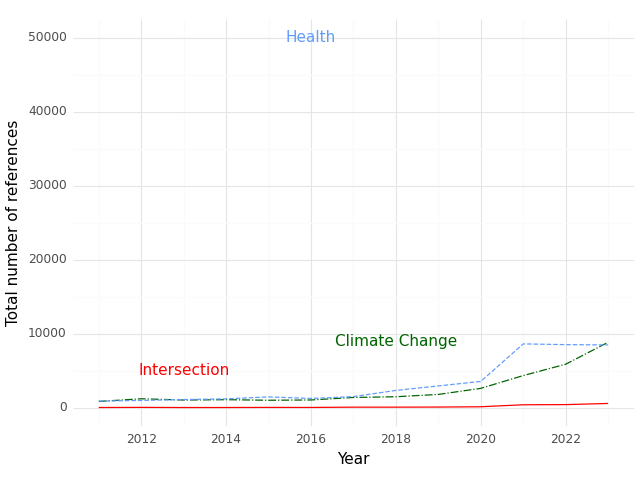 Health
Climate Change
Intersection
50000
40000
30000
20000
10000
0
2012
2014
2016
2018
2020
2022
Year
Total number of references